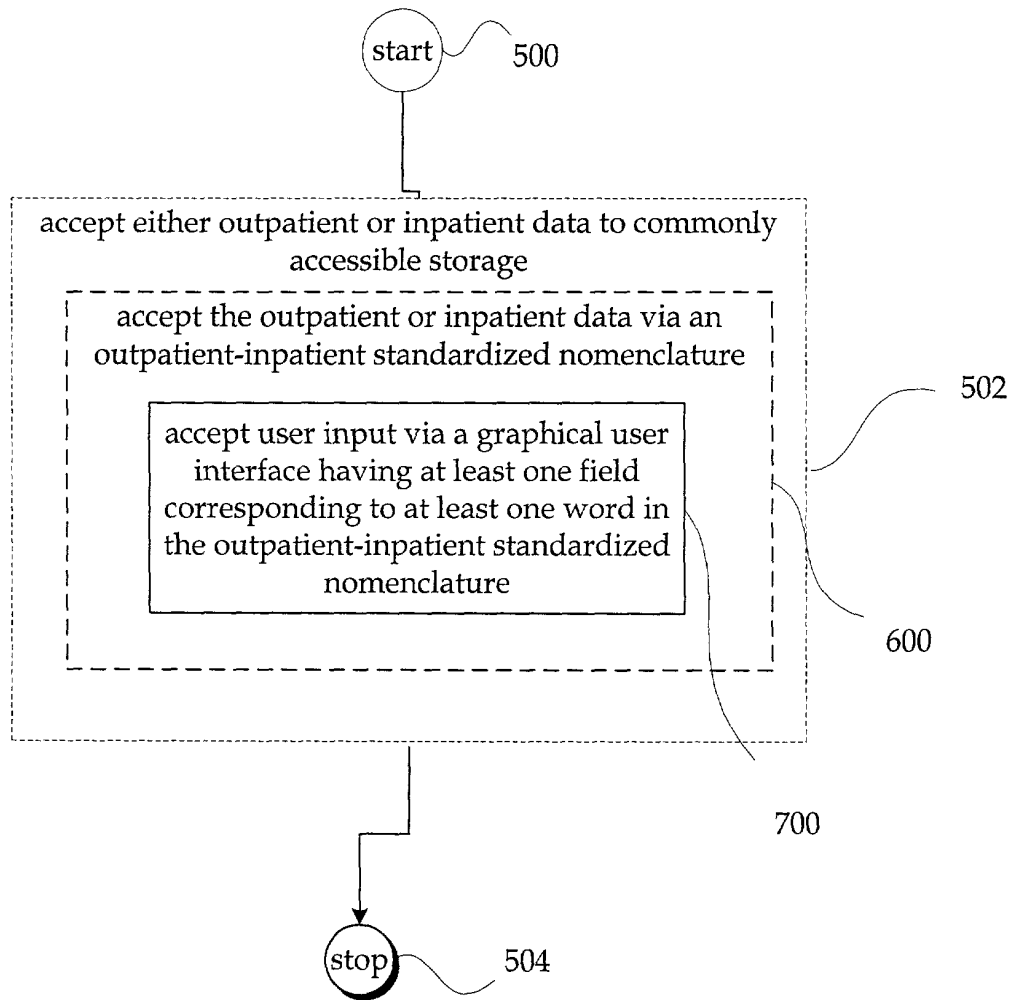 start
500
accept either outpatient or inpatient data to commonly
accessible storage
accept the outpatient or inpatient data via an
outpatient-inpatient standardized nomenclature
502
accept user input via a graphical user
interface having at least one field
corresponding to at least one word in
the outpatient-inpatient standardized
nomenclature
600
700
stop
504